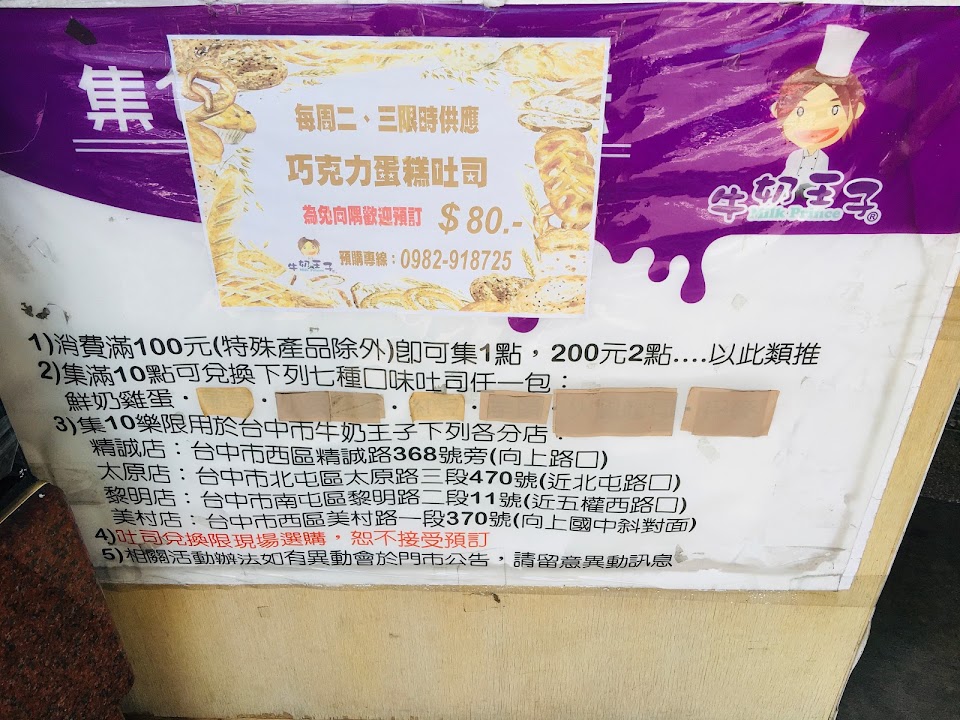 集
每周二、三限時供應
巧克力蛋糕吐司
為免向隅歡迎預訂 $80.-
牛奶王子 預購專線：0982-918725
牛奶王子®
Milk Prince
1)消費滿100元(特殊產品除外)即可集1點，200元2點....以此類推
2)集滿10點可兌換下列七種口味吐司任一包：
鮮奶雞蛋．
3)集10樂限用於台中市牛奶王子下列各分店：
精誠店：台中市西區精誠路368號旁(向上路口)
太原店：台中市北屯區太原路三段470號(近北屯路口)
黎明店：台中市南屯區黎明路二段11號(近五權西路口)
美村店：台中市西區美村路一段370號(向上國中斜對面)
4)吐司兌換限現場選購，恕不接受預訂
5)相關活動辦法如有異動會於門市公告，請留意異動訊息